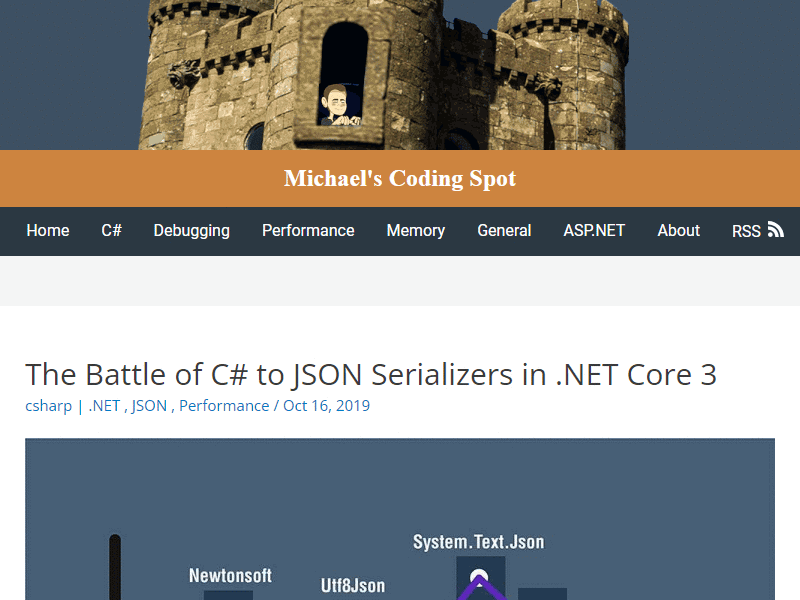 Michael's Coding Spot
Home C# Debugging Performance Memory General ASP.NET About RSS
The Battle of C# to JSON Serializers in .NET Core 3
csharp | .NET , JSON , Performance / Oct 16, 2019
System.Text.Json
Newtonsoft
Utf8Json